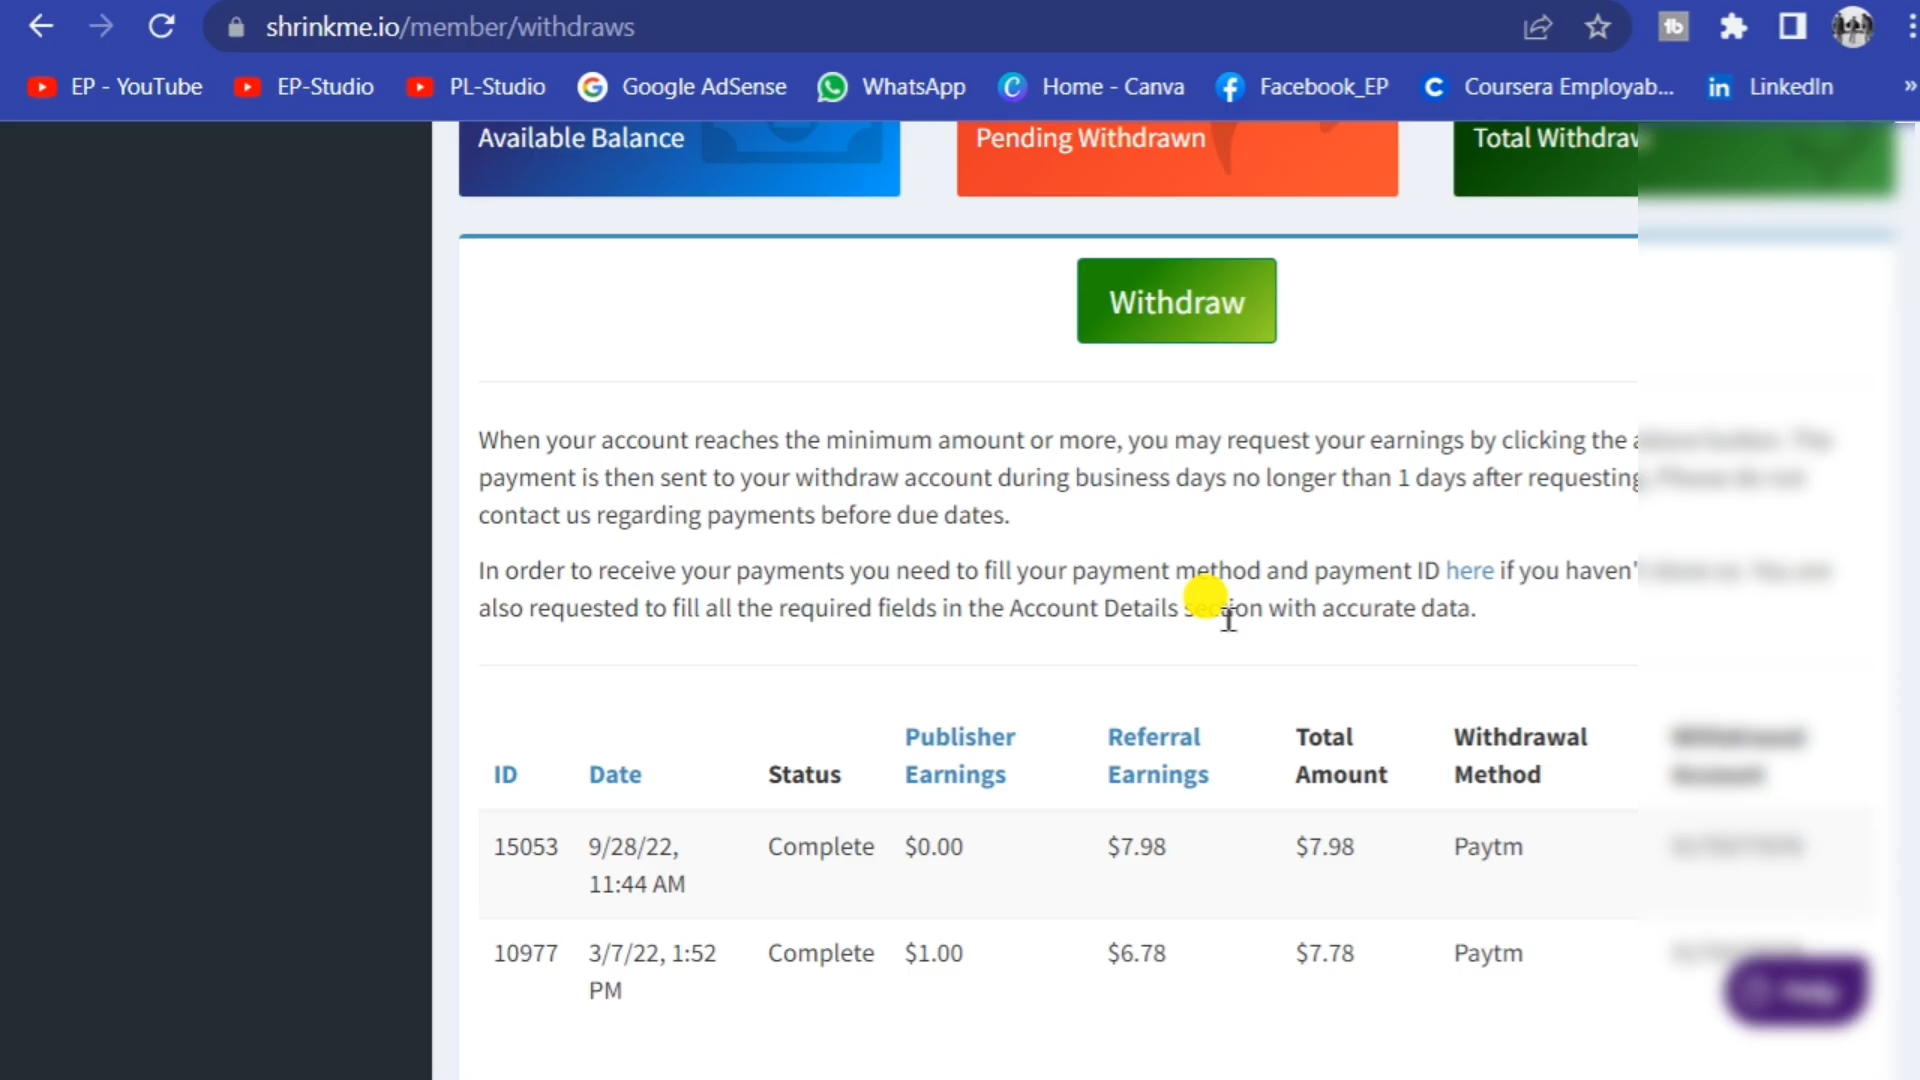 shrinkme.io/member/withdraws
EP - YouTube EP-Studio PL-Studio Google AdSense WhatsApp Home - Canva Facebook_EP Coursera Employab... LinkedIn »
Available Balance Pending Withdrawn Total Withdraw
Withdraw
When your account reaches the minimum amount or more, you may request your earnings by clicking the
payment is then sent to your withdraw account during business days no longer than 1 days after requesting.
contact us regarding payments before due dates.
In order to receive your payments you need to fill your payment method and payment ID here if you haven'
also requested to fill all the required fields in the Account Details section with accurate data.
Publisher Referral Total Withdrawal
ID Date Status Earnings Earnings Amount Method
15053 9/28/22, Complete $0.00 $7.98 $7.98 Paytm
11:44 AM
10977 3/7/22, 1:52 Complete $1.00 $6.78 $7.78 Paytm
PM